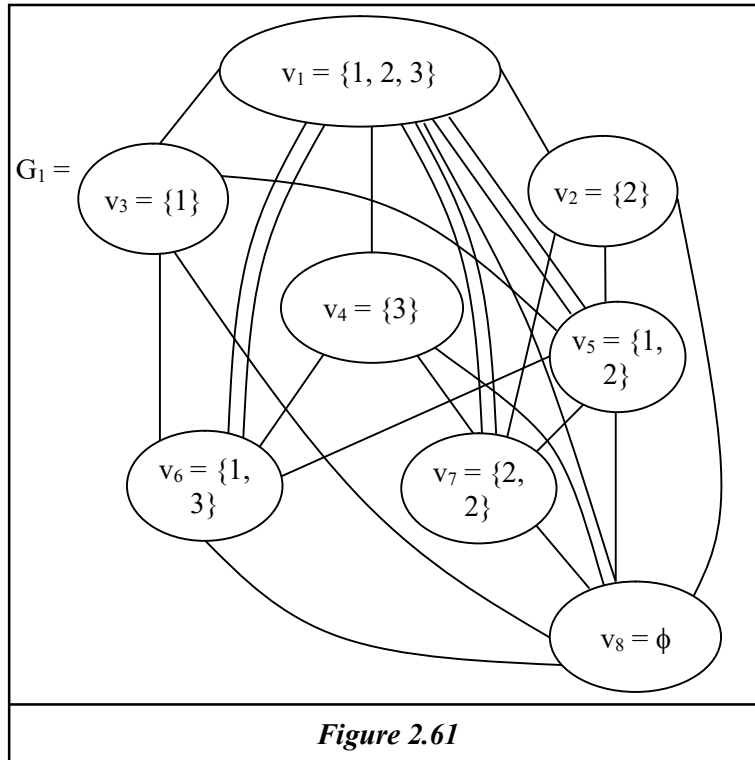 v₁ = {1, 2, 3}
G₁ =
v₃ = {1}
v₂ = {2}
v₄ = {3}
v₅ = {1,
2}
v₆ = {1,
3}
v₇ = {2,
2}
v₈ = ϕ
Figure 2.61